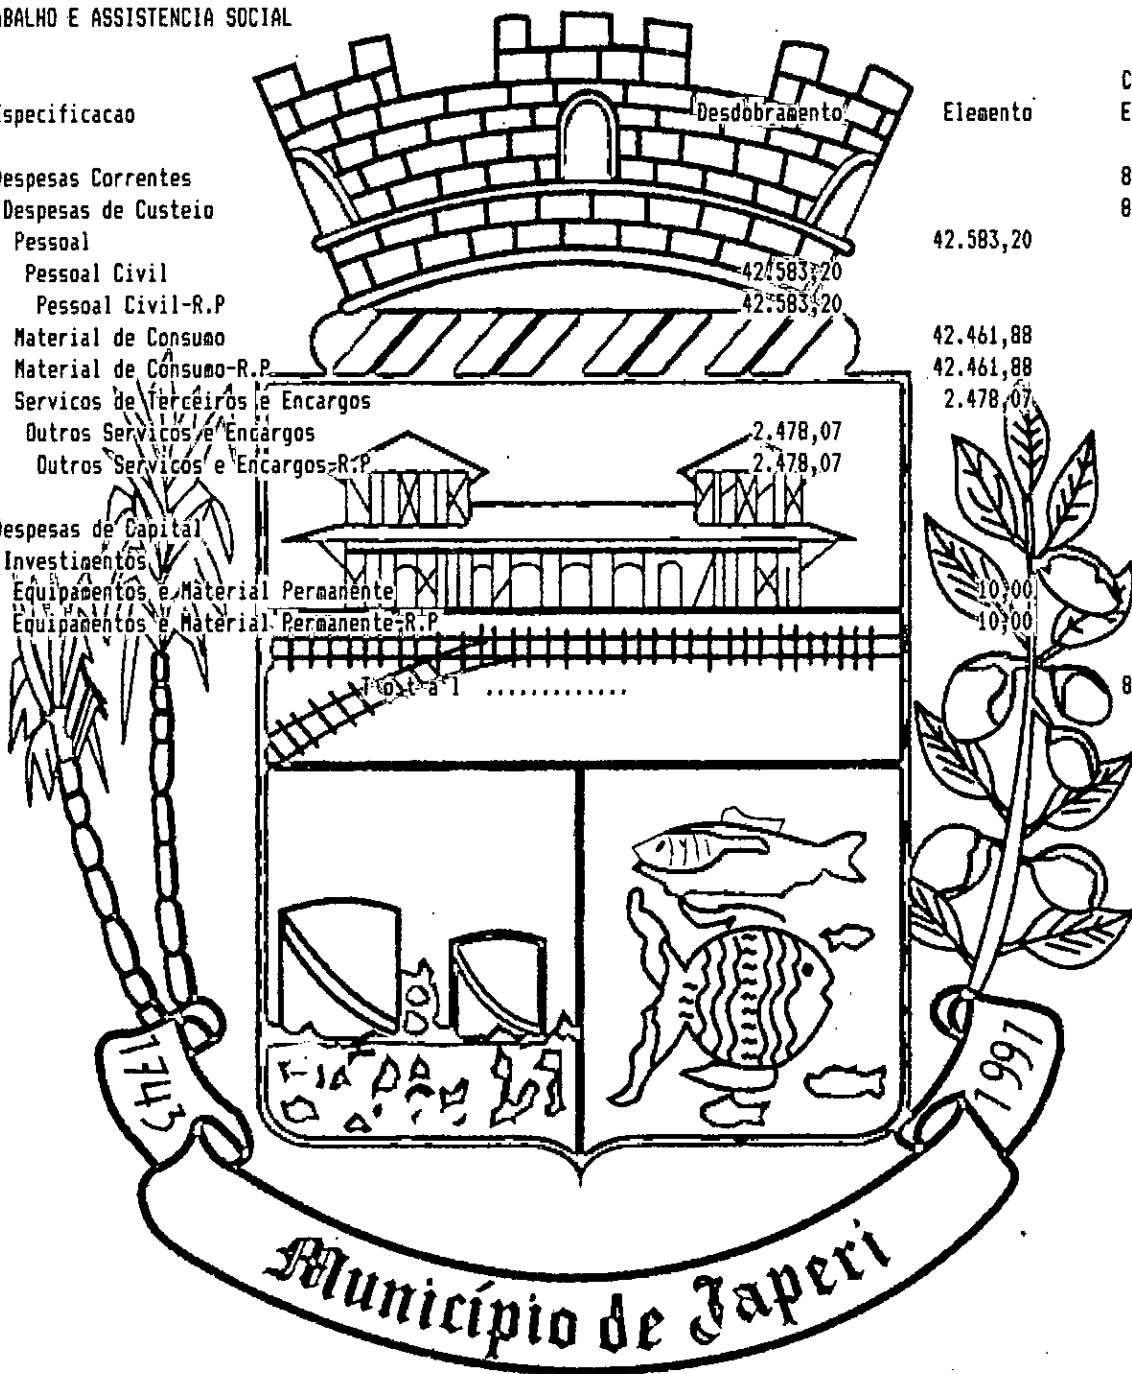 ABALHO E ASSISTENCIA SOCIAL
C
Especificacao Desdobramento Elemento E
Despesas Correntes 8
Despesas de Custeio 8
Pessoal 42.583,20
Pessoal Civil 42.583,20
Pessoal Civil-R.P 42.583,20
Material de Consumo 42.461,88
Material de Consumo-R.P 42.461,88
Servicos de Terceiros e Encargos 2.478,07
Outros Servicos e Encargos 2.478,07
Outros Servicos e Encargos-R.P 2.478,07
Despesas de Capital
Investimentos
Equipamentos e Material Permanente 10,00
Equipamentos e Material Permanente-R.P 10,00
T o t a l ............. 8
1743
1991
Município de Japeri